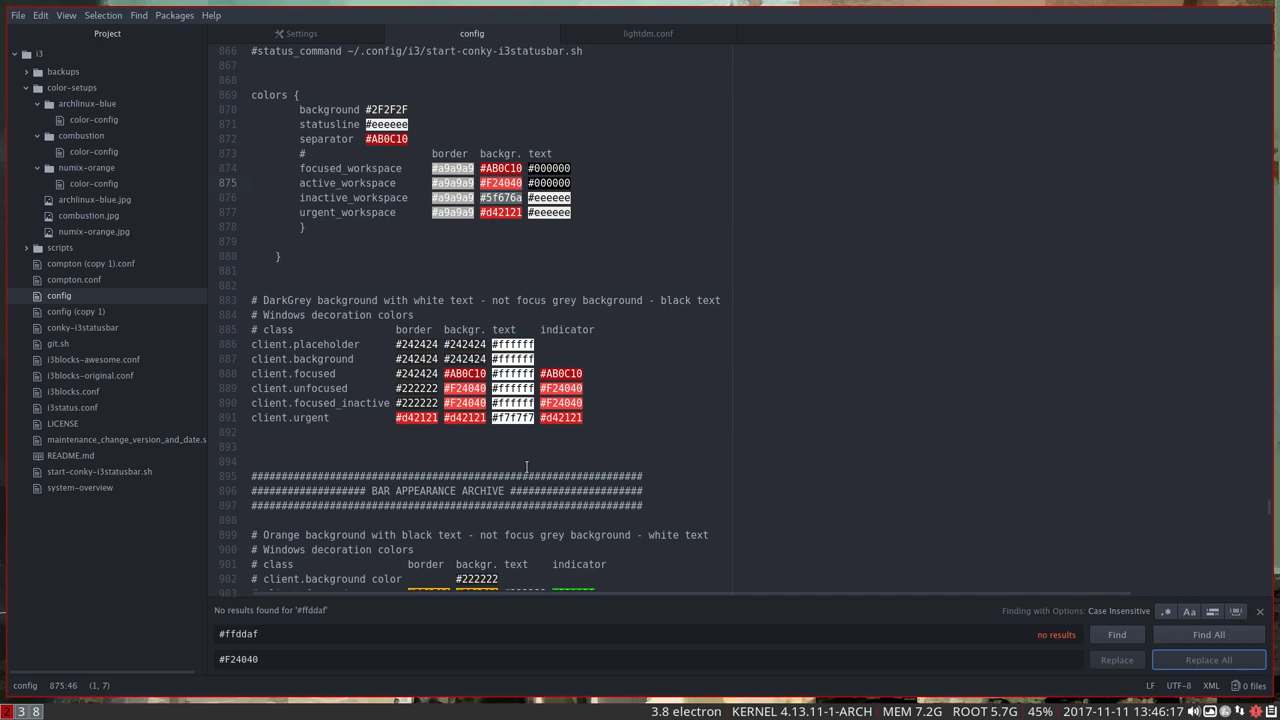 File Edit View Selection Find Packages Help
Project
Settings
config
lightdm.conf
i3
backups
color-setups
archlinux-blue
color-config
combustion
color-config
numix-orange
color-config
archlinux-blue.jpg
combustion.jpg
numix-orange.jpg
scripts
compton (copy 1).conf
compton.conf
config
config (copy 1)
conky-i3statusbar
git.sh
i3blocks-awesome.conf
i3blocks-original.conf
i3blocks.conf
i3status.conf
LICENSE
maintenance_change_version_and_date.s
README.md
start-conky-i3statusbar.sh
system-overview
866 #status_command ~/.config/i3/start-conky-i3statusbar.sh
867
868
869 colors {
870 background #2F2F2F
871 statusline #eeeeee
872 separator #AB0C10
873 # border backgr. text
874 focused_workspace #a9a9a9 #AB0C10 #000000
875 active_workspace #a9a9a9 #F24040 #000000
876 inactive_workspace #a9a9a9 #5f676a #eeeeee
877 urgent_workspace #a9a9a9 #d42121 #eeeeee
878 }
879
880 }
881
882
883 # DarkGrey background with white text - not focus grey background - black text
884 # Windows decoration colors
885 # class border backgr. text indicator
886 client.placeholder #242424 #242424 #ffffff
887 client.background #242424 #242424 #ffffff
888 client.focused #242424 #AB0C10 #ffffff #AB0C10
889 client.unfocused #222222 #F24040 #ffffff #F24040
890 client.focused_inactive #222222 #F24040 #ffffff #F24040
891 client.urgent #d42121 #d42121 #f7f7f7 #d42121
892
893
894
895 #################################################################
896 ################### BAR APPEARANCE ARCHIVE ######################
897 #################################################################
898
899 # Orange background with black text - not focus grey background - white text
900 # Windows decoration colors
901 # class border backgr. text indicator
902 # client.background color #222222
903
No results found for '#ffddaf'
Finding with Options: Case Insensitive
.* Aa
#ffddaf
no results
Find
Find All
#F24040
Replace
Replace All
config 875:46 (1, 7)
LF UTF-8 XML 0 files
2 3 8
3.8 electron KERNEL 4.13.11-1-ARCH MEM 7.2G ROOT 5.7G 45% 2017-11-11 13:46:17